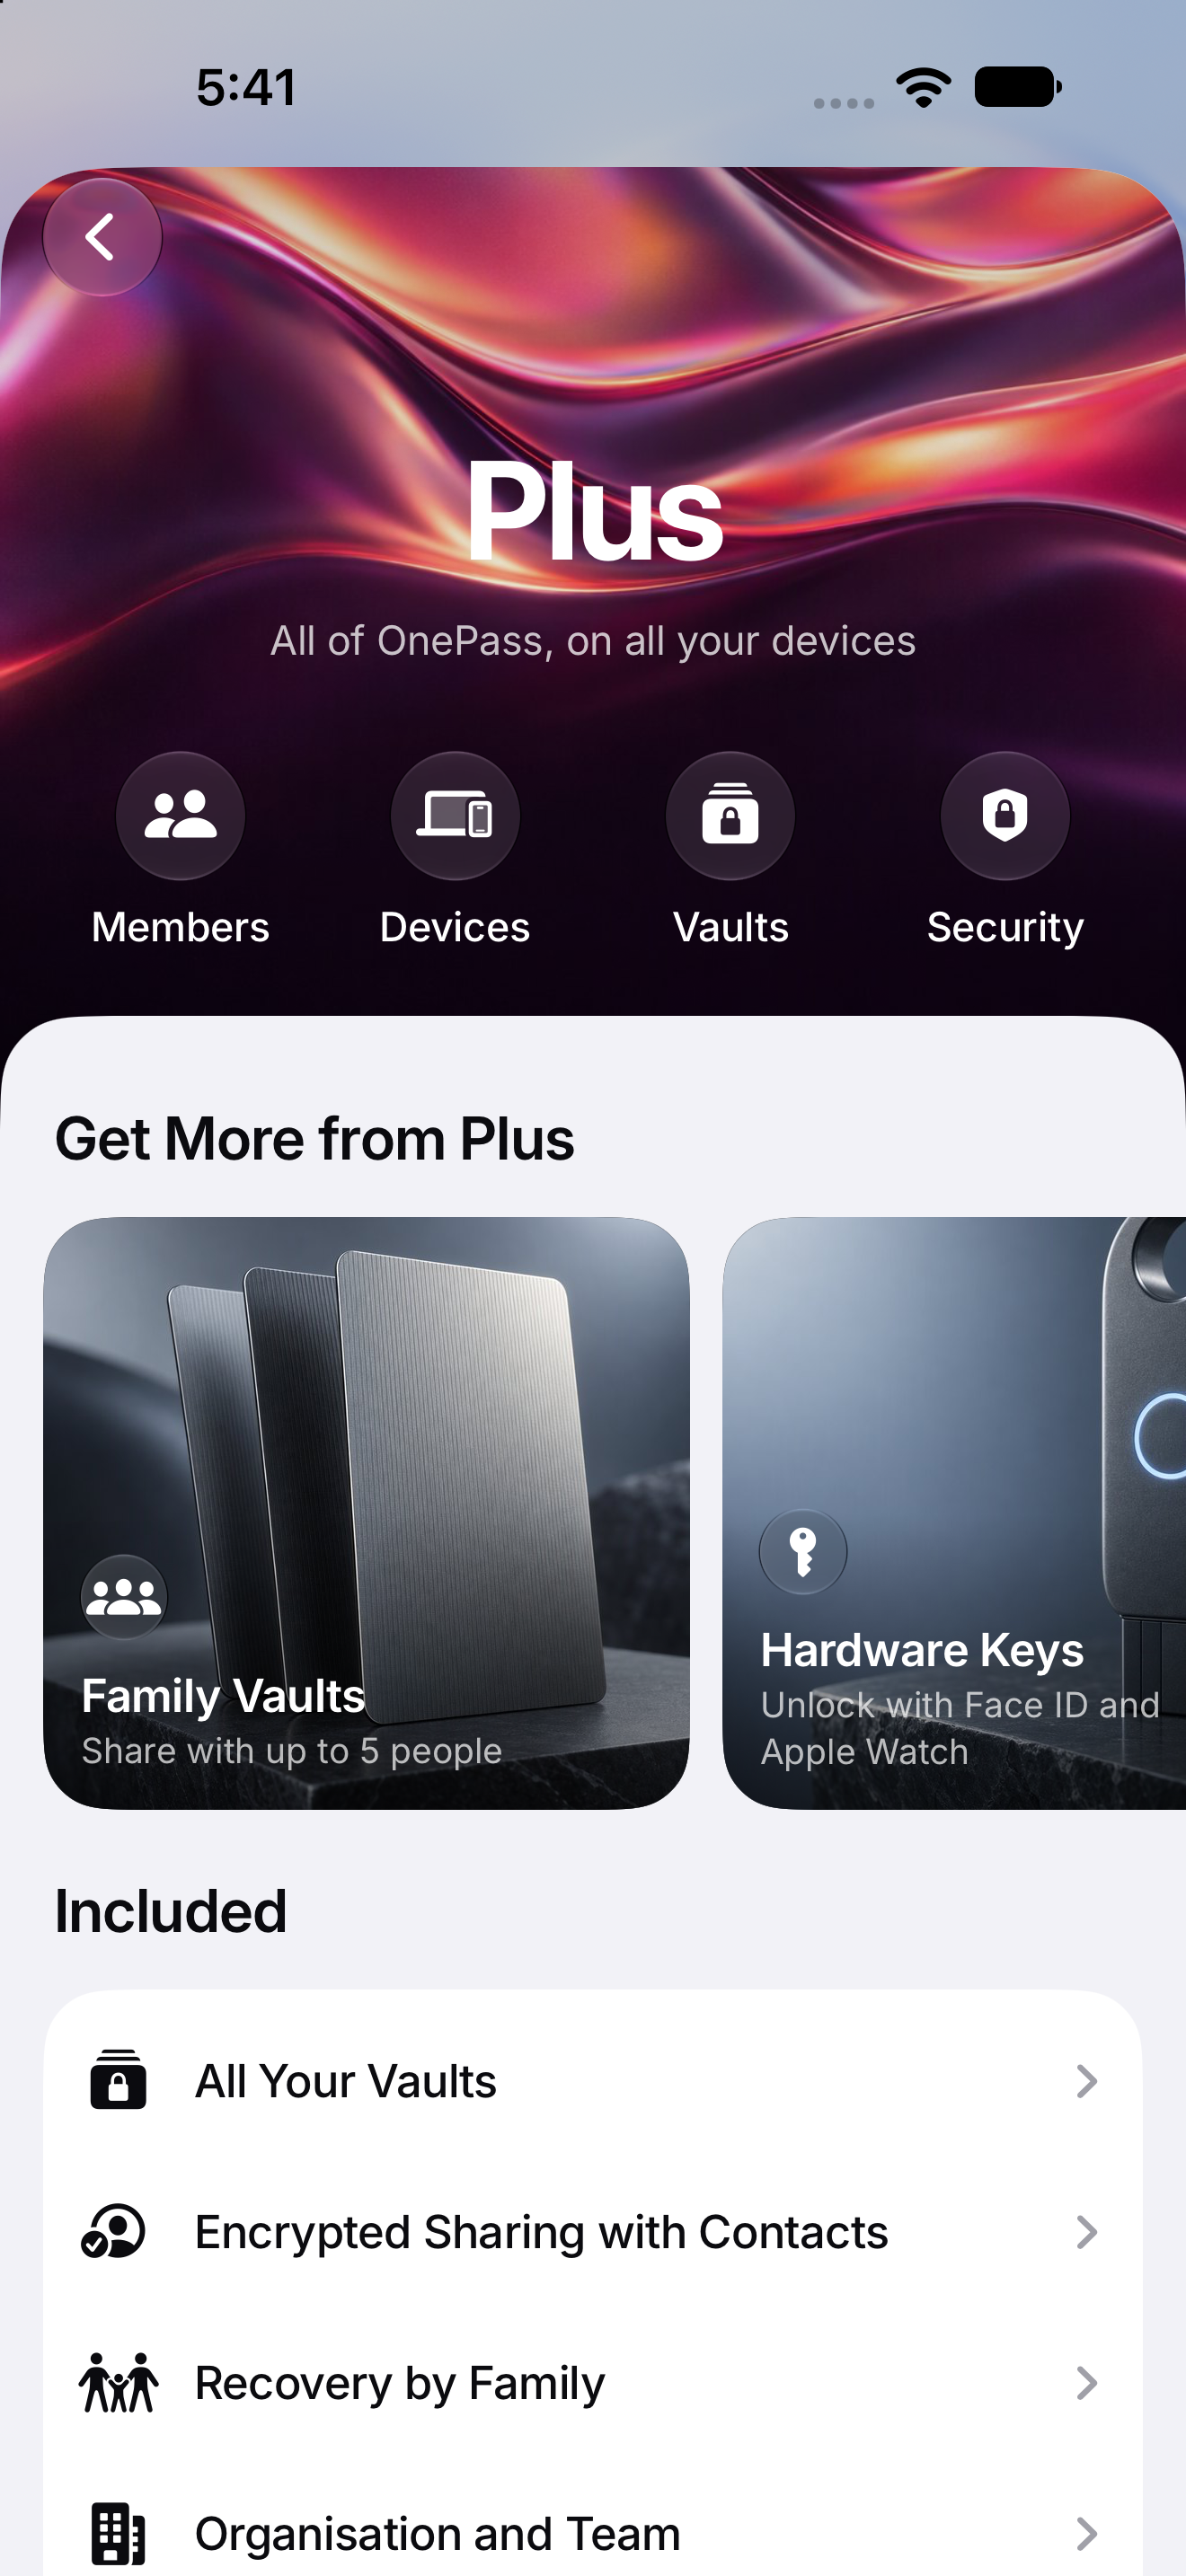 5:41
Plus
All of OnePass, on all your devices
Members
Devices
Vaults
Security
Get More from Plus
Family Vaults
Share with up to 5 people
Hardware Keys
Unlock with Face ID and
Apple Watch
Included
All Your Vaults
Encrypted Sharing with Contacts
Recovery by Family
Organisation and Team